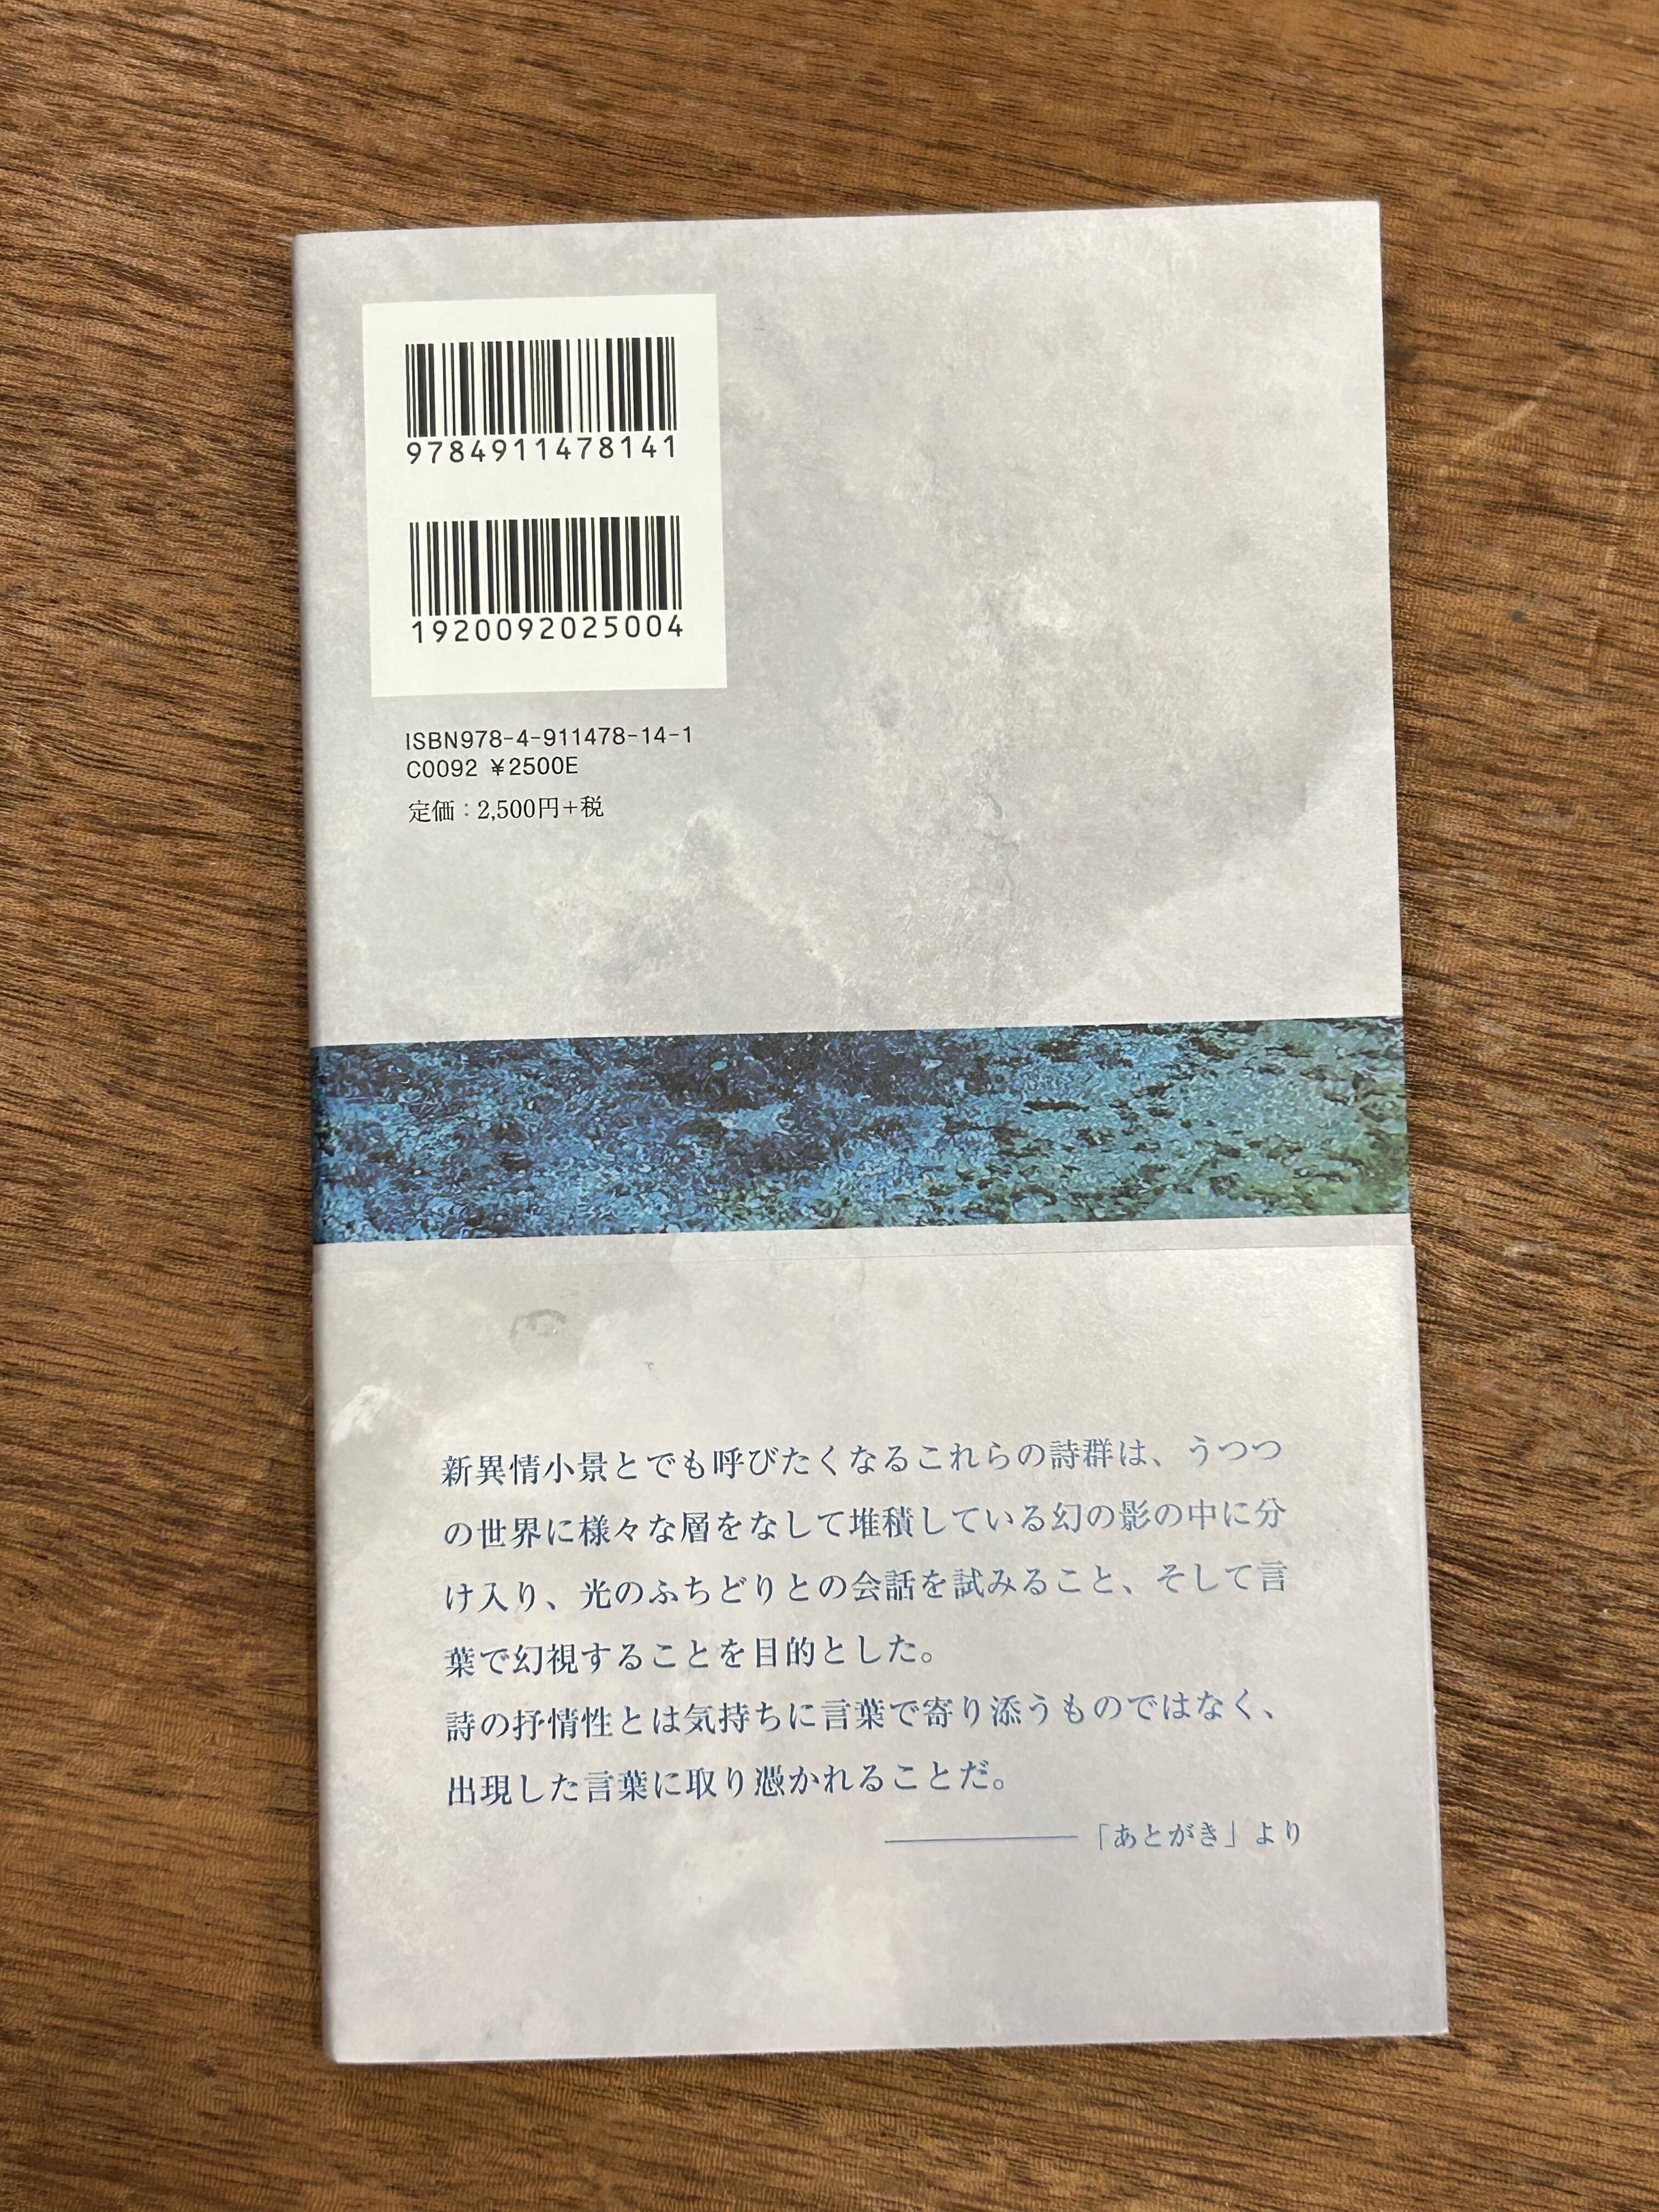 9784911478141
1920092025004
ISBN978-4-911478-14-1
C0092 ¥2500E
定価：2,500円+税
新異情小景とでも呼びたくなるこれらの詩群は、うつつ
の世界に様々な層をなして堆積している幻の影の中に分
け入り、光のふちどりとの会話を試みること、そして言
葉で幻視することを目的とした。
詩の抒情性とは気持ちに言葉で寄り添うものではなく、
出現した言葉に取り憑かれることだ。
――――「あとがき」より